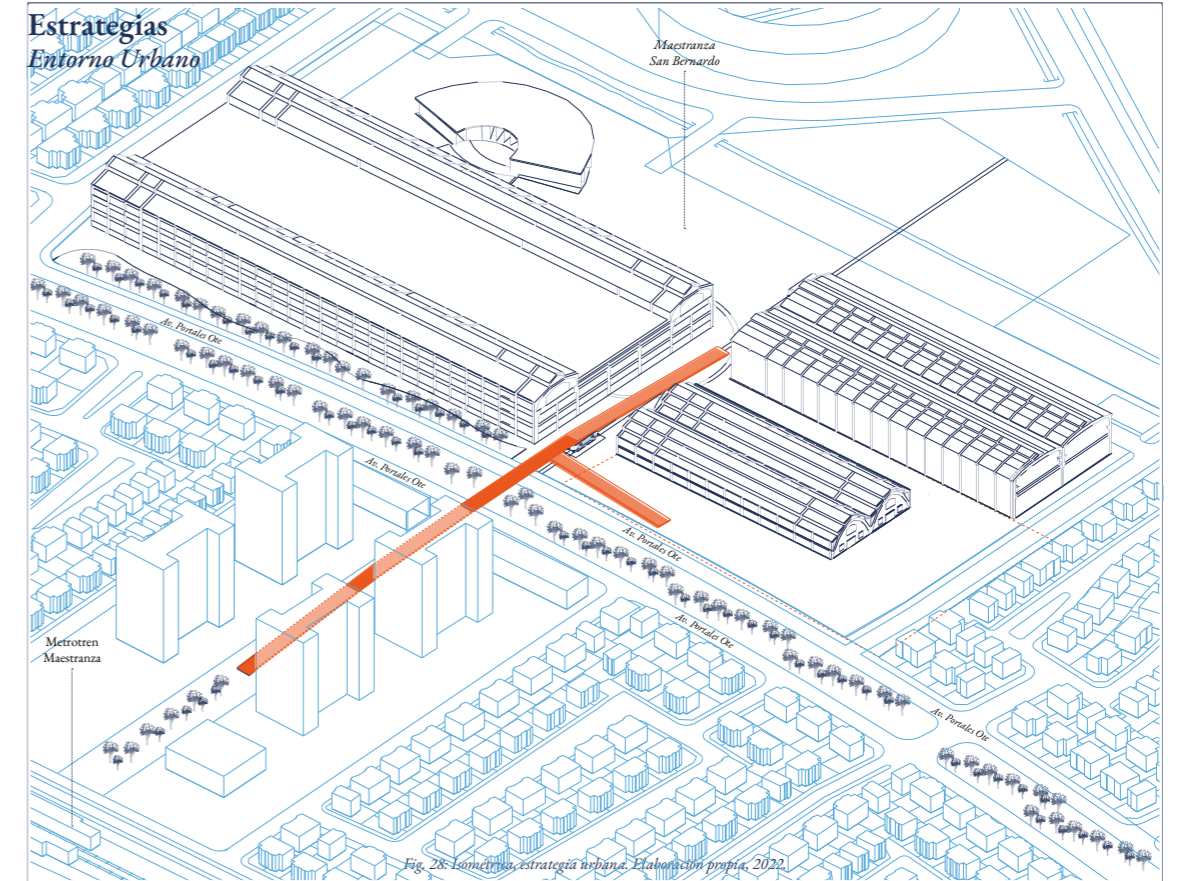 Estrategias
Entorno Urbano
Maestranza
San Bernardo
Av. Portales Ote
Av. Portales Ote
Av. Portales Ote
Av. Portales Ote
Metrotren
Maestranza
Av. Portales Ote
Fig. 28: Isométrica, estrategia urbana. Elaboración propia, 2022.